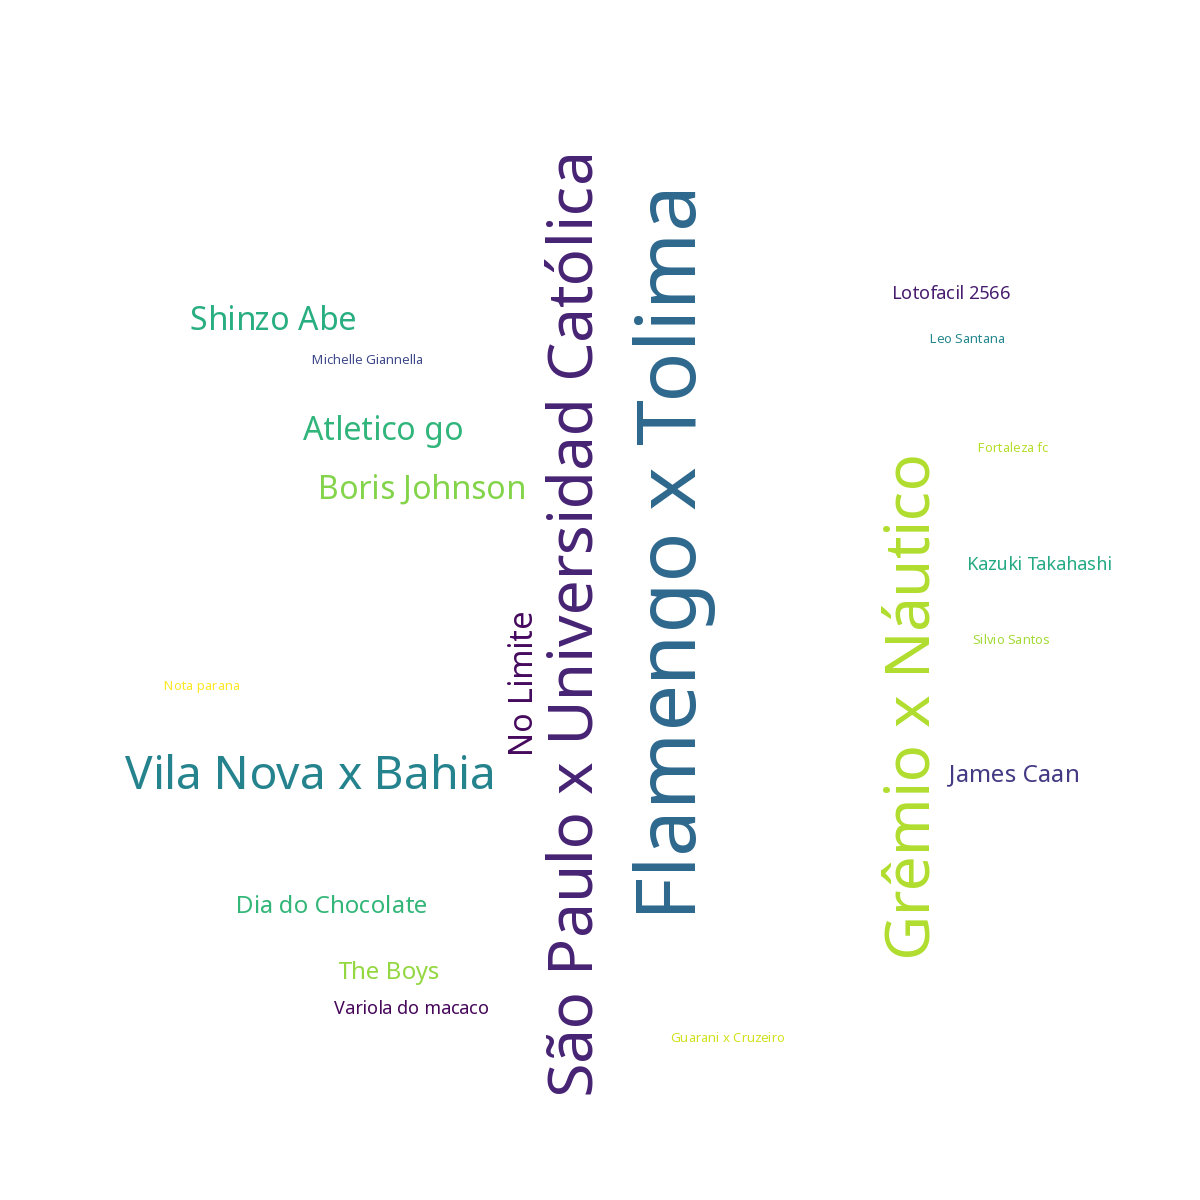 Shinzo Abe
Michelle Giannella
Atletico go
Boris Johnson
No Limite
Nota parana
Vila Nova x Bahia
Dia do Chocolate
The Boys
Variola do macaco
São Paulo x Universidad Católica
Flamengo x Tolima
Guarani x Cruzeiro
Grêmio x Náutico
Lotofacil 2566
Leo Santana
Fortaleza fc
Kazuki Takahashi
Silvio Santos
James Caan